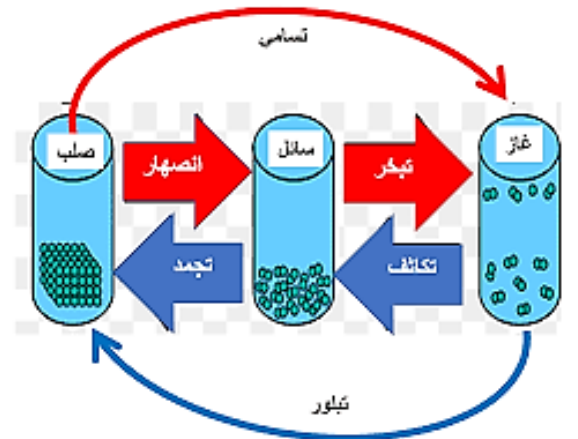 تسامي
صلب
انصهار
سائل
تبخر
غاز
تجمد
تكاثف
تبلور